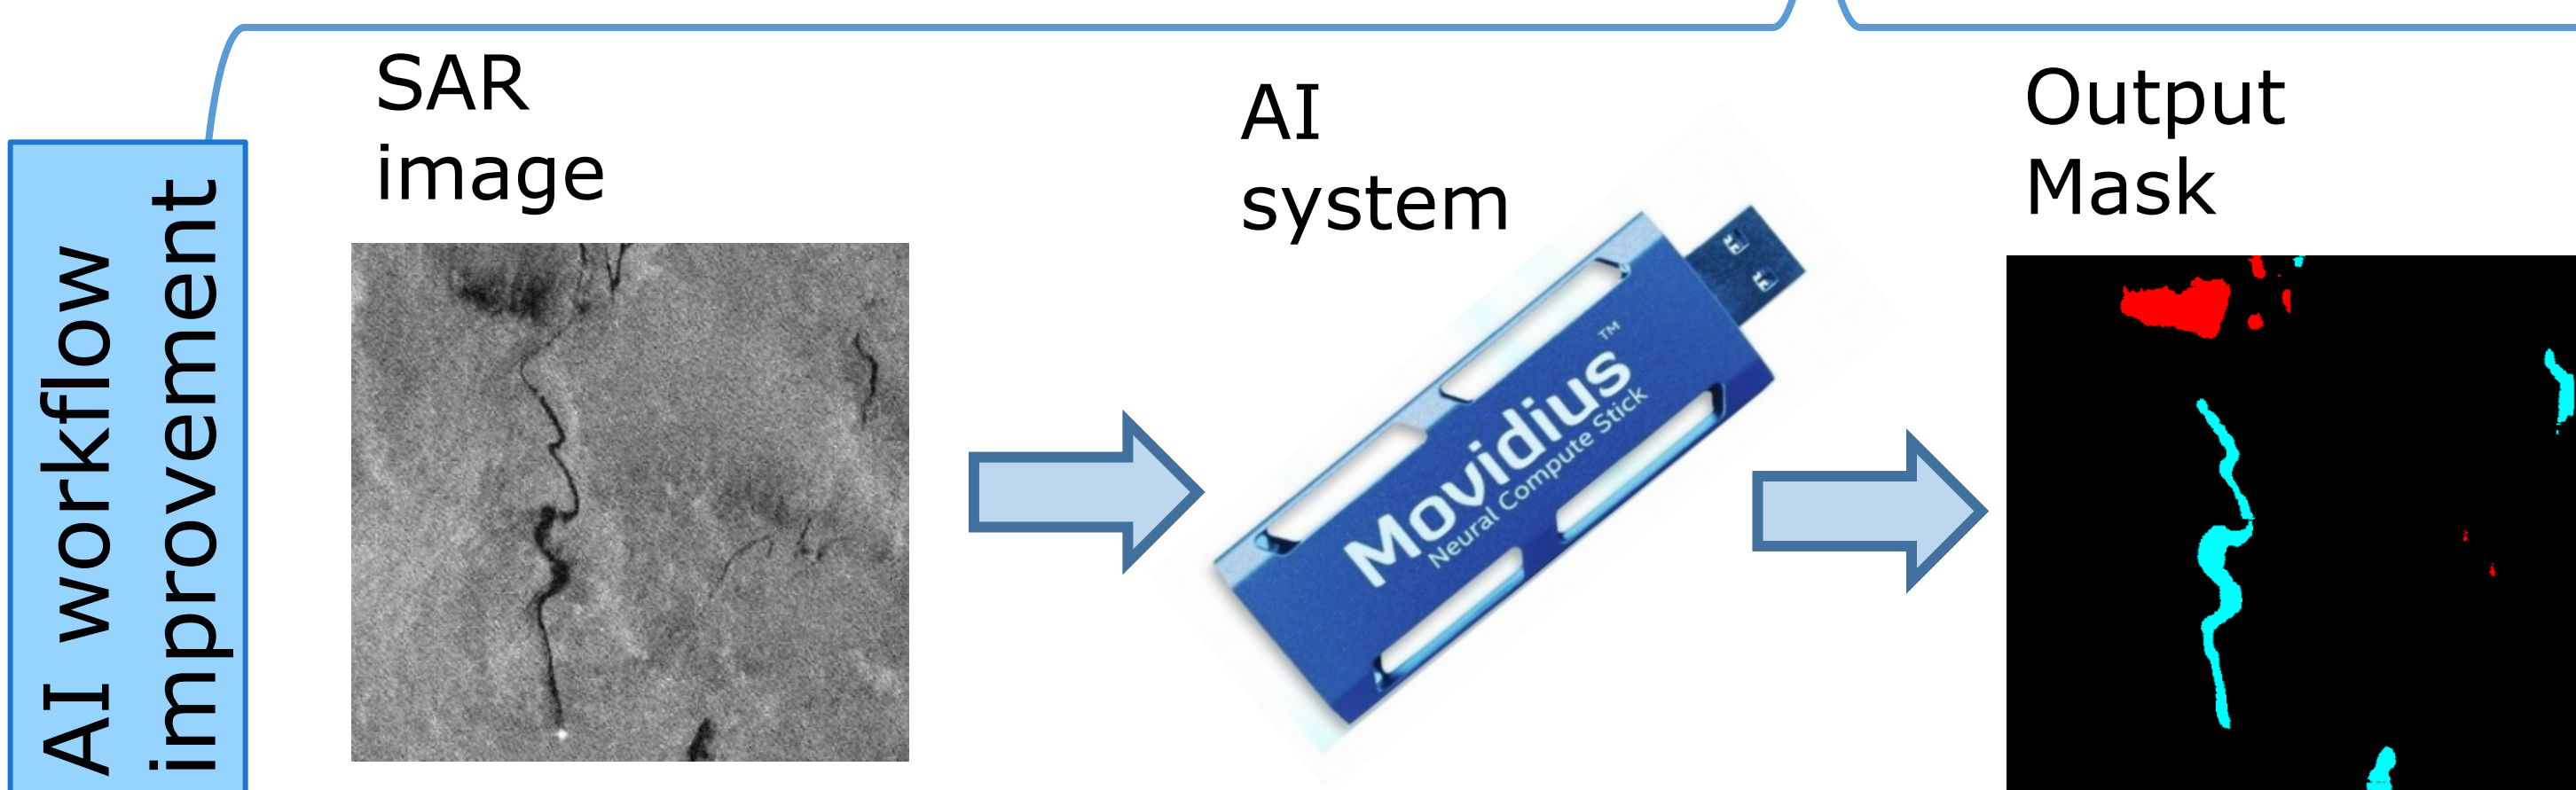 AI workflow
improvement
SAR
image
AI
system
Movidius™
Neural Compute Stick
Output
Mask